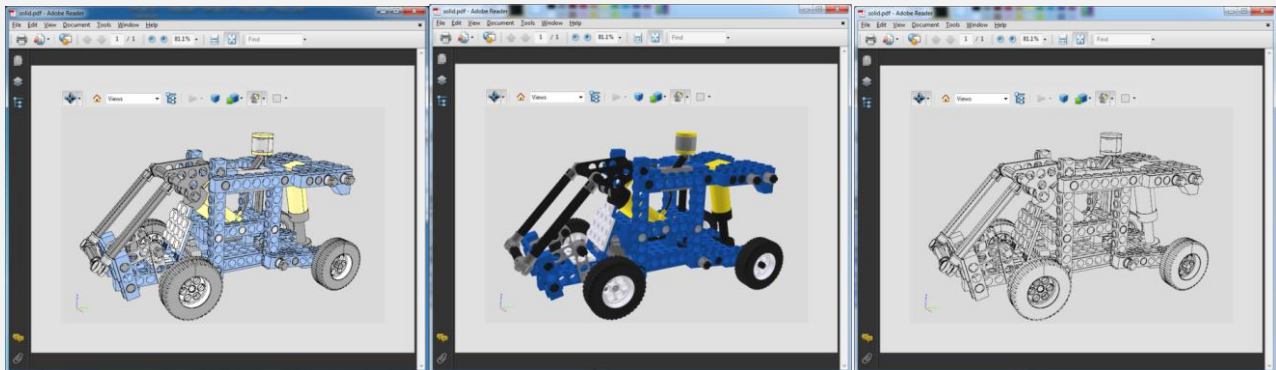 solid.pdf - Adobe Reader
File Edit View Document Tools Window Help
1 / 1 81.1% Find
Views
solid.pdf - Adobe Reader
File Edit View Document Tools Window Help
1 / 1 81.1% Find
Views
solid.pdf - Adobe Reader
File Edit View Document Tools Window Help
1 / 1 81.1% Find
Views